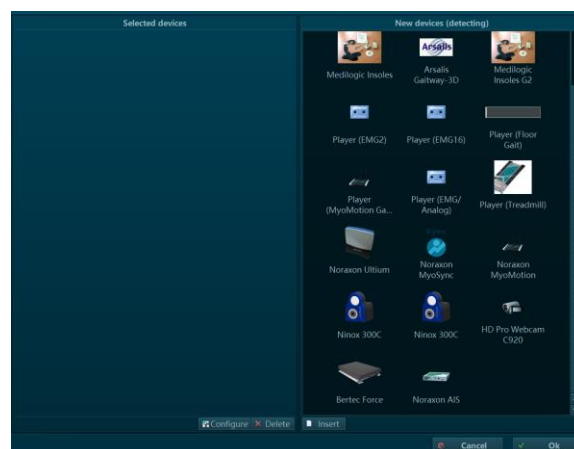 Selected devices
New devices (detecting)
Arsalis
Medilogic Insoles
Arsalis
Gaitway-3D
Medilogic
Insoles G2
Player (EMG2)
Player (EMG16)
Player (Floor
Gait)
Player
(MyoMotion Ga...
Player (EMG/
Analog)
Player (Treadmill)
Noraxon Ultium
Noraxon
MyoSync
Noraxon
MyoMotion
Ninox 300C
Ninox 300C
HD Pro Webcam
C920
Bertec Force
Noraxon AIS
Configure
Delete
Insert
Cancel
Ok